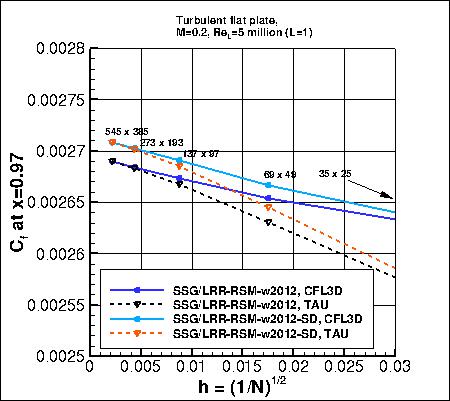 Turbulent flat plate,
M=0.2, ReL=5 million (L=1)
0.0028
0.00275
0.0027
0.00265
0.0026
0.00255
0.0025
Cf at x=0.97
545 x 385
273 x 193
137 x 97
69 x 49
35 x 25
SSG/LRR-RSM-w2012, CFL3D
SSG/LRR-RSM-w2012, TAU
SSG/LRR-RSM-w2012-SD, CFL3D
SSG/LRR-RSM-w2012-SD, TAU
0 0.005 0.01 0.015 0.02 0.025 0.03
h = (1/N)^1/2